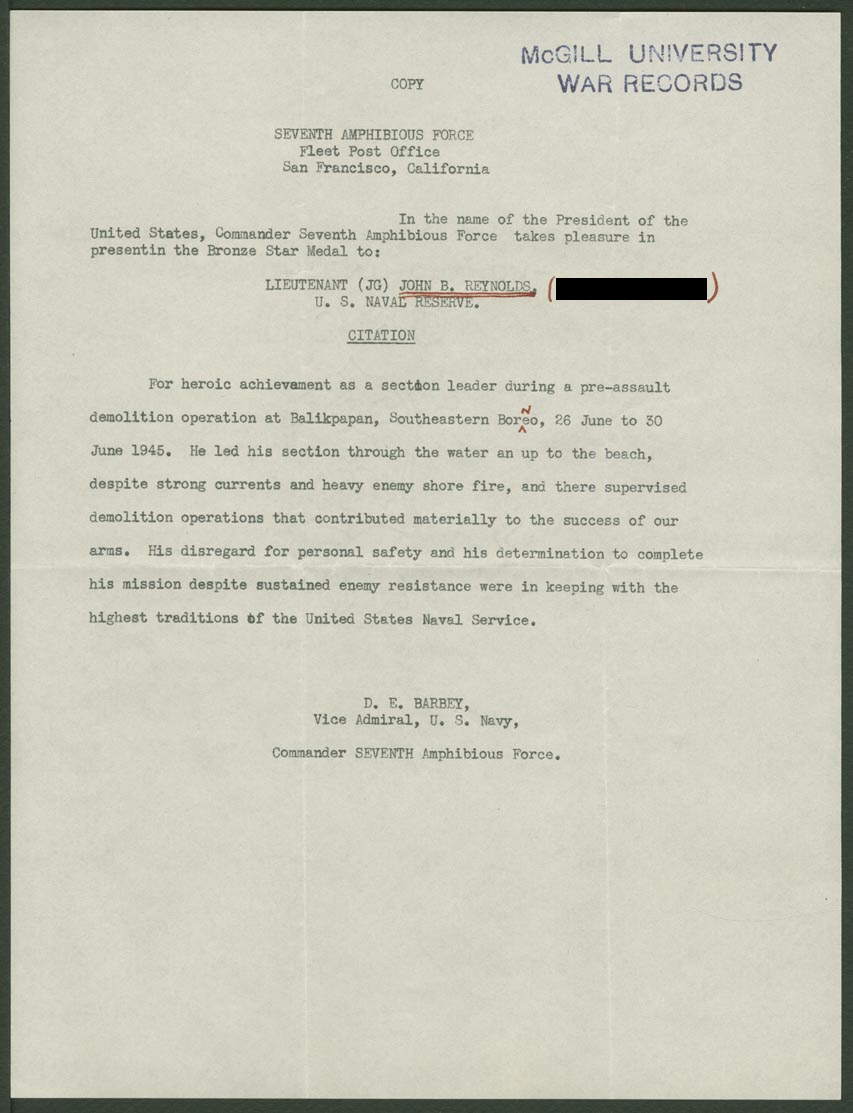 McGILL UNIVERSITY
WAR RECORDS
COPY
SEVENTH AMPHIBIOUS FORCE
Fleet Post Office
San Francisco, California
In the name of the President of the
United States, Commander Seventh Amphibious Force takes pleasure in
presentin the Bronze Star Medal to:
LIEUTENANT (JG) JOHN B. REYNOLDS, ( )
U. S. NAVAL RESERVE.
CITATION
For heroic achievament as a section leader during a pre-assault
N
demolition operation at Balikpapan, Southeastern Boreo, 26 June to 30
June 1945. He led his section through the water an up to the beach,
despite strong currents and heavy enemy shore fire, and there supervised
demolition operations that contributed materially to the success of our
arms. His disregard for personal safety and his determination to complete
his mission despite sustained enemy resistance were in keeping with the
highest traditions of the United States Naval Service.
D. E. BARBEY,
Vice Admiral, U. S. Navy,
Commander SEVENTH Amphibious Force.